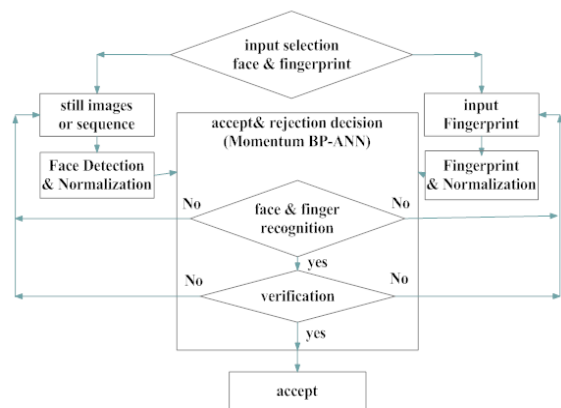 input selection
face & fingerprint
still images
or sequence
accept& rejection decision
(Momentum BP-ANN)
input
Fingerprint
Face Detection
& Normalization
Fingerprint
& Normalization
No
face & finger
recognition
No
yes
No
verification
No
yes
accept